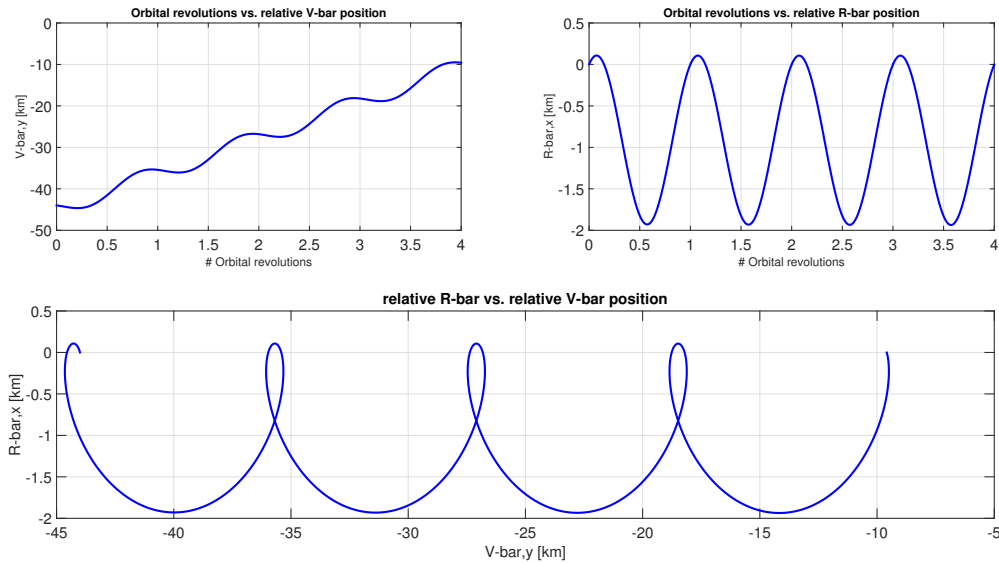 Orbital revolutions vs. relative V-bar position
0
-10
-20
-30
-40
-50
V-bar,y [km]
0 0.5 1 1.5 2 2.5 3 3.5 4
# Orbital revolutions
Orbital revolutions vs. relative R-bar position
0.5
0
-0.5
-1
-1.5
-2
R-bar,x [km]
0 0.5 1 1.5 2 2.5 3 3.5 4
# Orbital revolutions
relative R-bar vs. relative V-bar position
0.5
0
-0.5
-1
-1.5
-2
R-bar,x [km]
-45 -40 -35 -30 -25 -20 -15 -10 -5
V-bar,y [km]